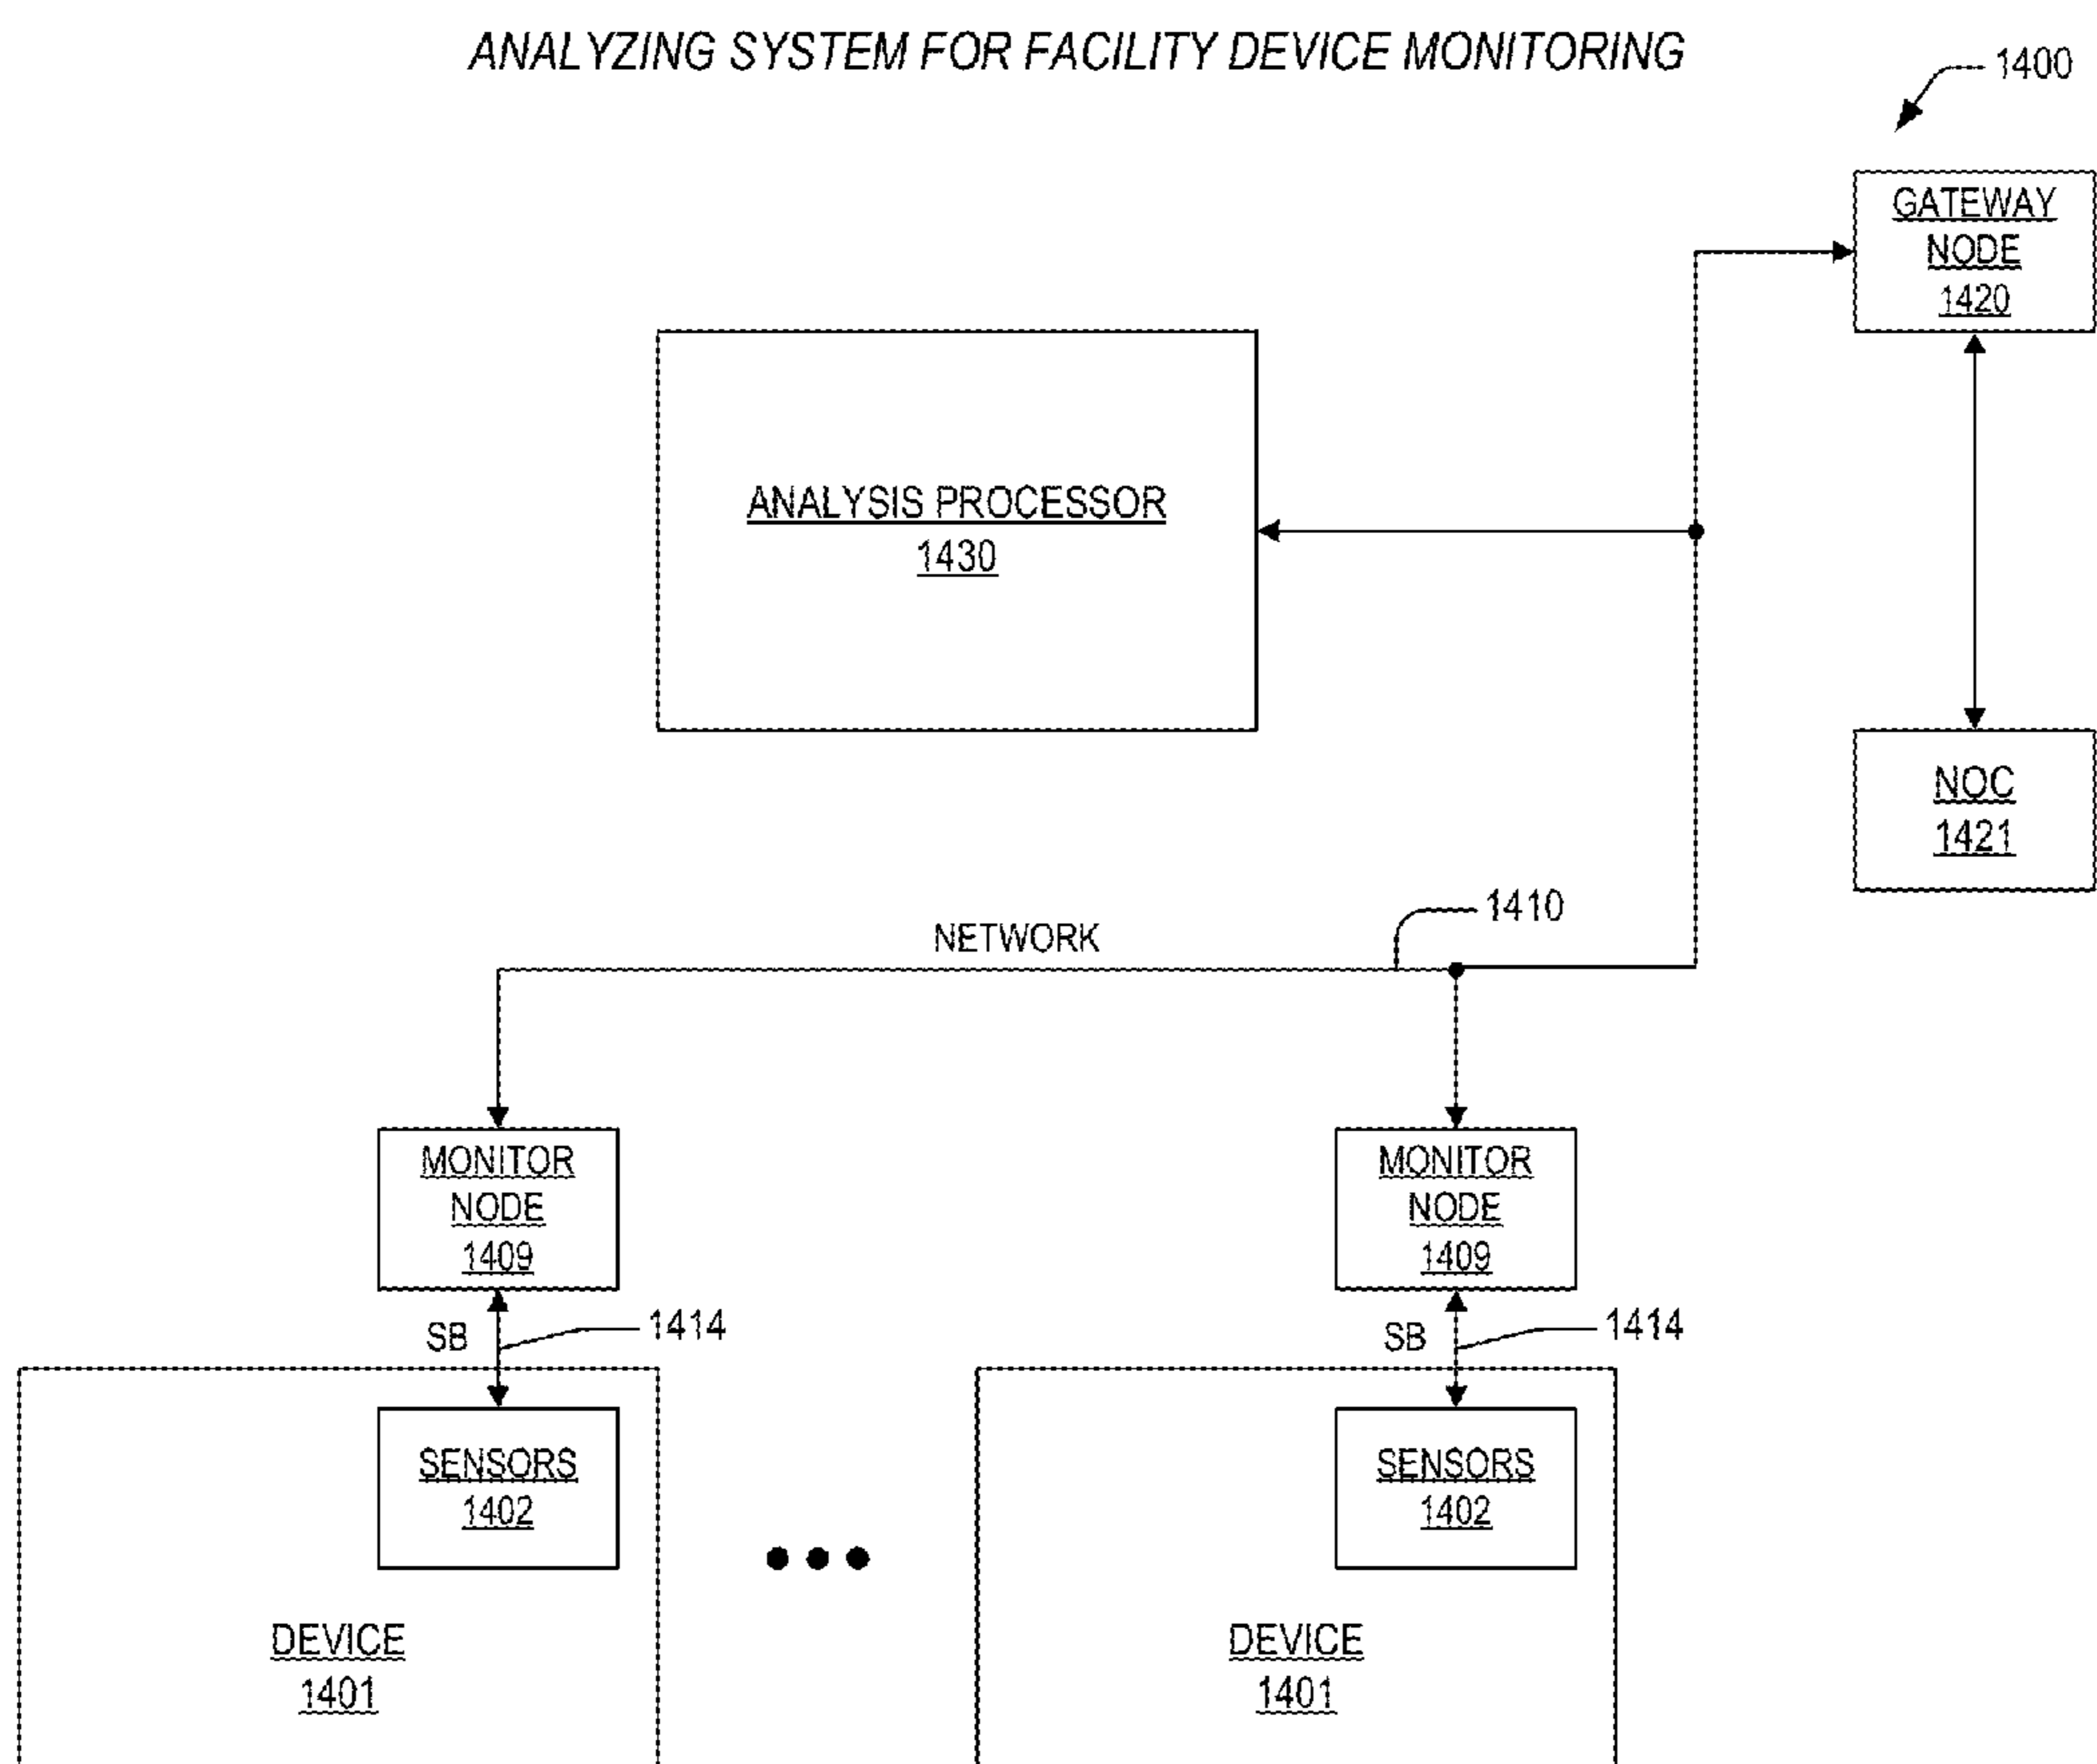 ANALYZING SYSTEM FOR FACILITY DEVICE MONITORING
1400
GATEWAY
NODE
1420
ANALYSIS PROCESSOR
1430
NOC
1421
1410
NETWORK
MONITOR
NODE
1409
MONITOR
NODE
1409
SB
1414
SB
1414
SENSORS
1402
SENSORS
1402
DEVICE
1401
DEVICE
1401